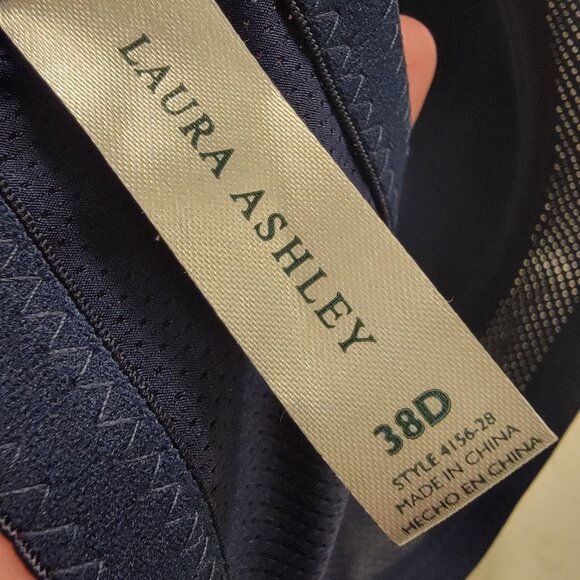 LAURA ASHLEY
38D
STYLE 4156-28
MADE IN CHINA
HECHO EN CHINA